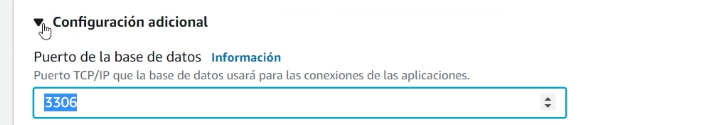 Configuración adicional
Puerto de la base de datos Información
Puerto TCP/IP que la base de datos usará para las conexiones de las aplicaciones.
3306